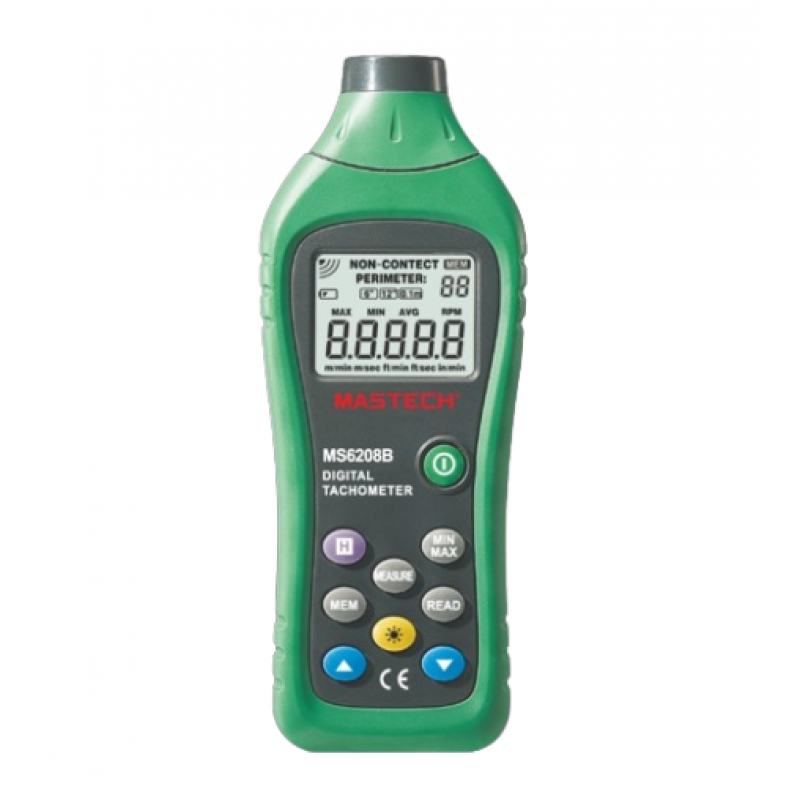 NON-CONTECT MEM
PERIMETER: 88
6" 12" 0.1m
MAX MIN AVG RPM
8.8.8.8.8
m/min m/sec ft/min ft/sec in/min
MASTECH®
MS6208B
DIGITAL
TACHOMETER
H
MIN
MAX
MEASURE
MEM
READ
CE